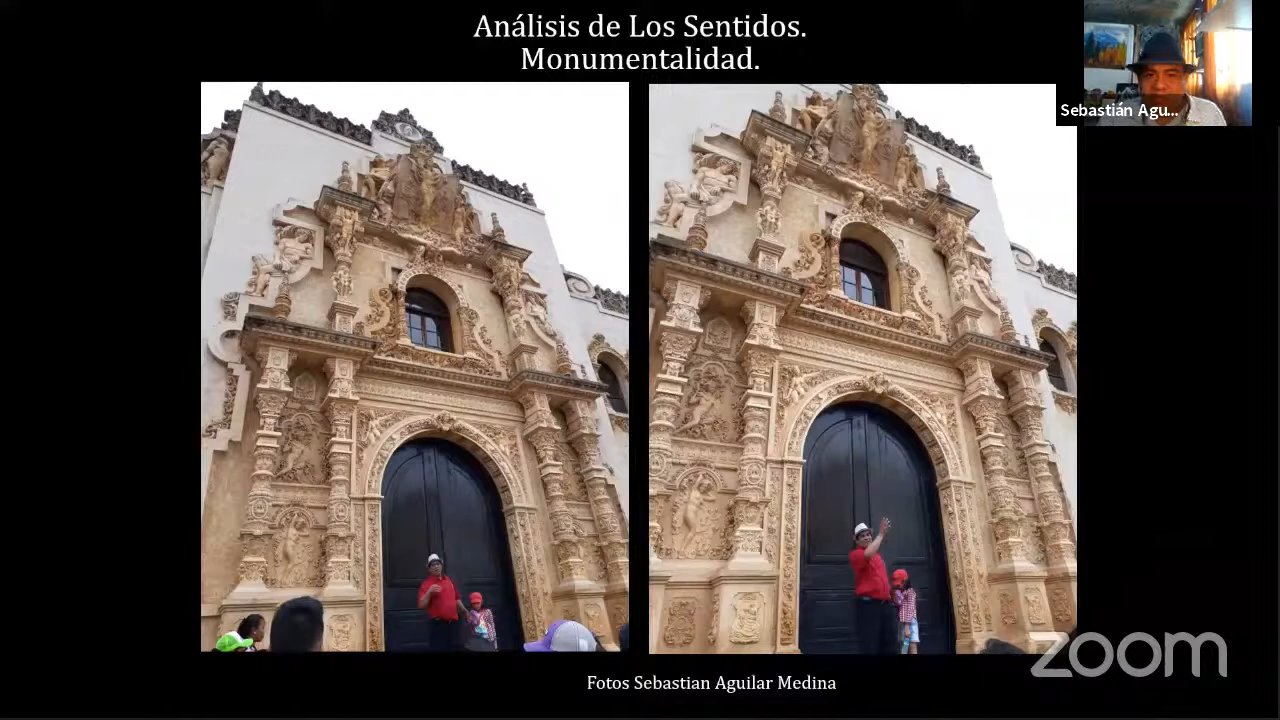 Análisis de Los Sentidos.
Monumentalidad.
Sebastián Agu...
Fotos Sebastian Aguilar Medina
zoom